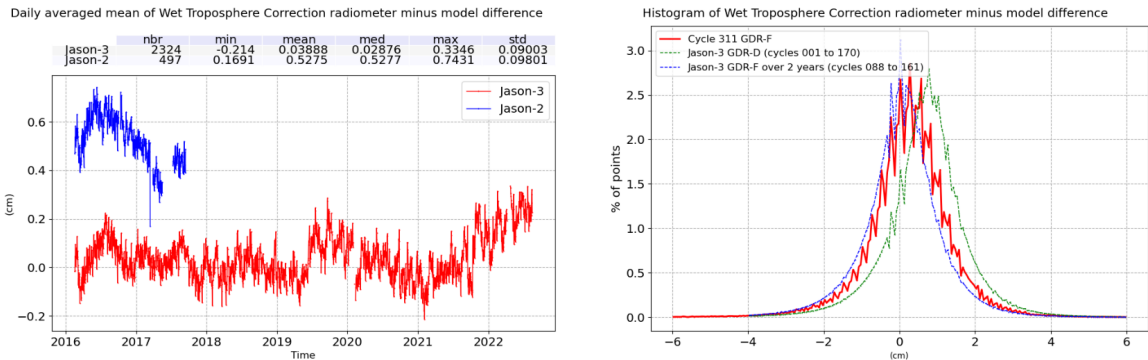 Daily averaged mean of Wet Troposphere Correction radiometer minus model difference
nbr min mean med max std
Jason-3 2324 -0.214 0.03888 0.02876 0.3346 0.09003
Jason-2 497 0.1691 0.5275 0.5277 0.7431 0.09801
Jason-3
Jason-2
0.6
0.4
0.2
0.0
−0.2
(cm)
2016 2017 2018 2019 2020 2021 2022
Time
Histogram of Wet Troposphere Correction radiometer minus model difference
Cycle 311 GDR-F
Jason-3 GDR-D (cycles 001 to 170)
Jason-3 GDR-F over 2 years (cycles 088 to 161)
3.0
2.5
2.0
1.5
1.0
0.5
0.0
% of points
−6 −4 −2 0 2 4 6
(cm)